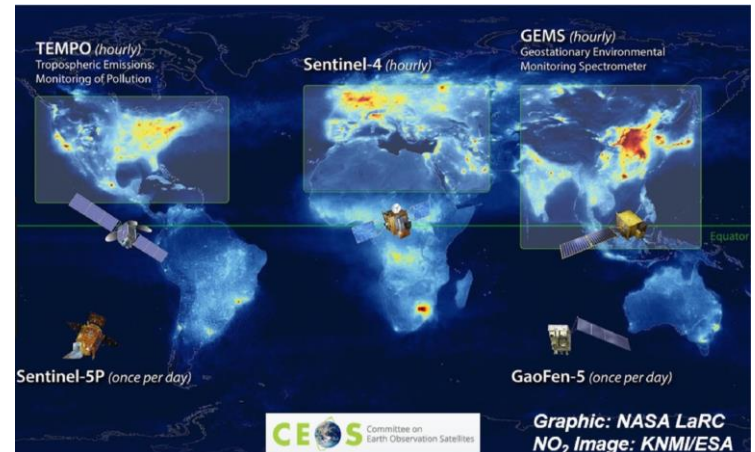 TEMPO (hourly)
Tropospheric Emissions:
Monitoring of Pollution
Sentinel-4 (hourly)
GEMS (hourly)
Geostationary Environmental
Monitoring Spectrometer
Equator
Sentinel-5P (once per day)
GaoFen-5 (once per day)
CEOS Committee on
Earth Observation Satellites
Graphic: NASA LaRC
NO₂ Image: KNMI/ESA